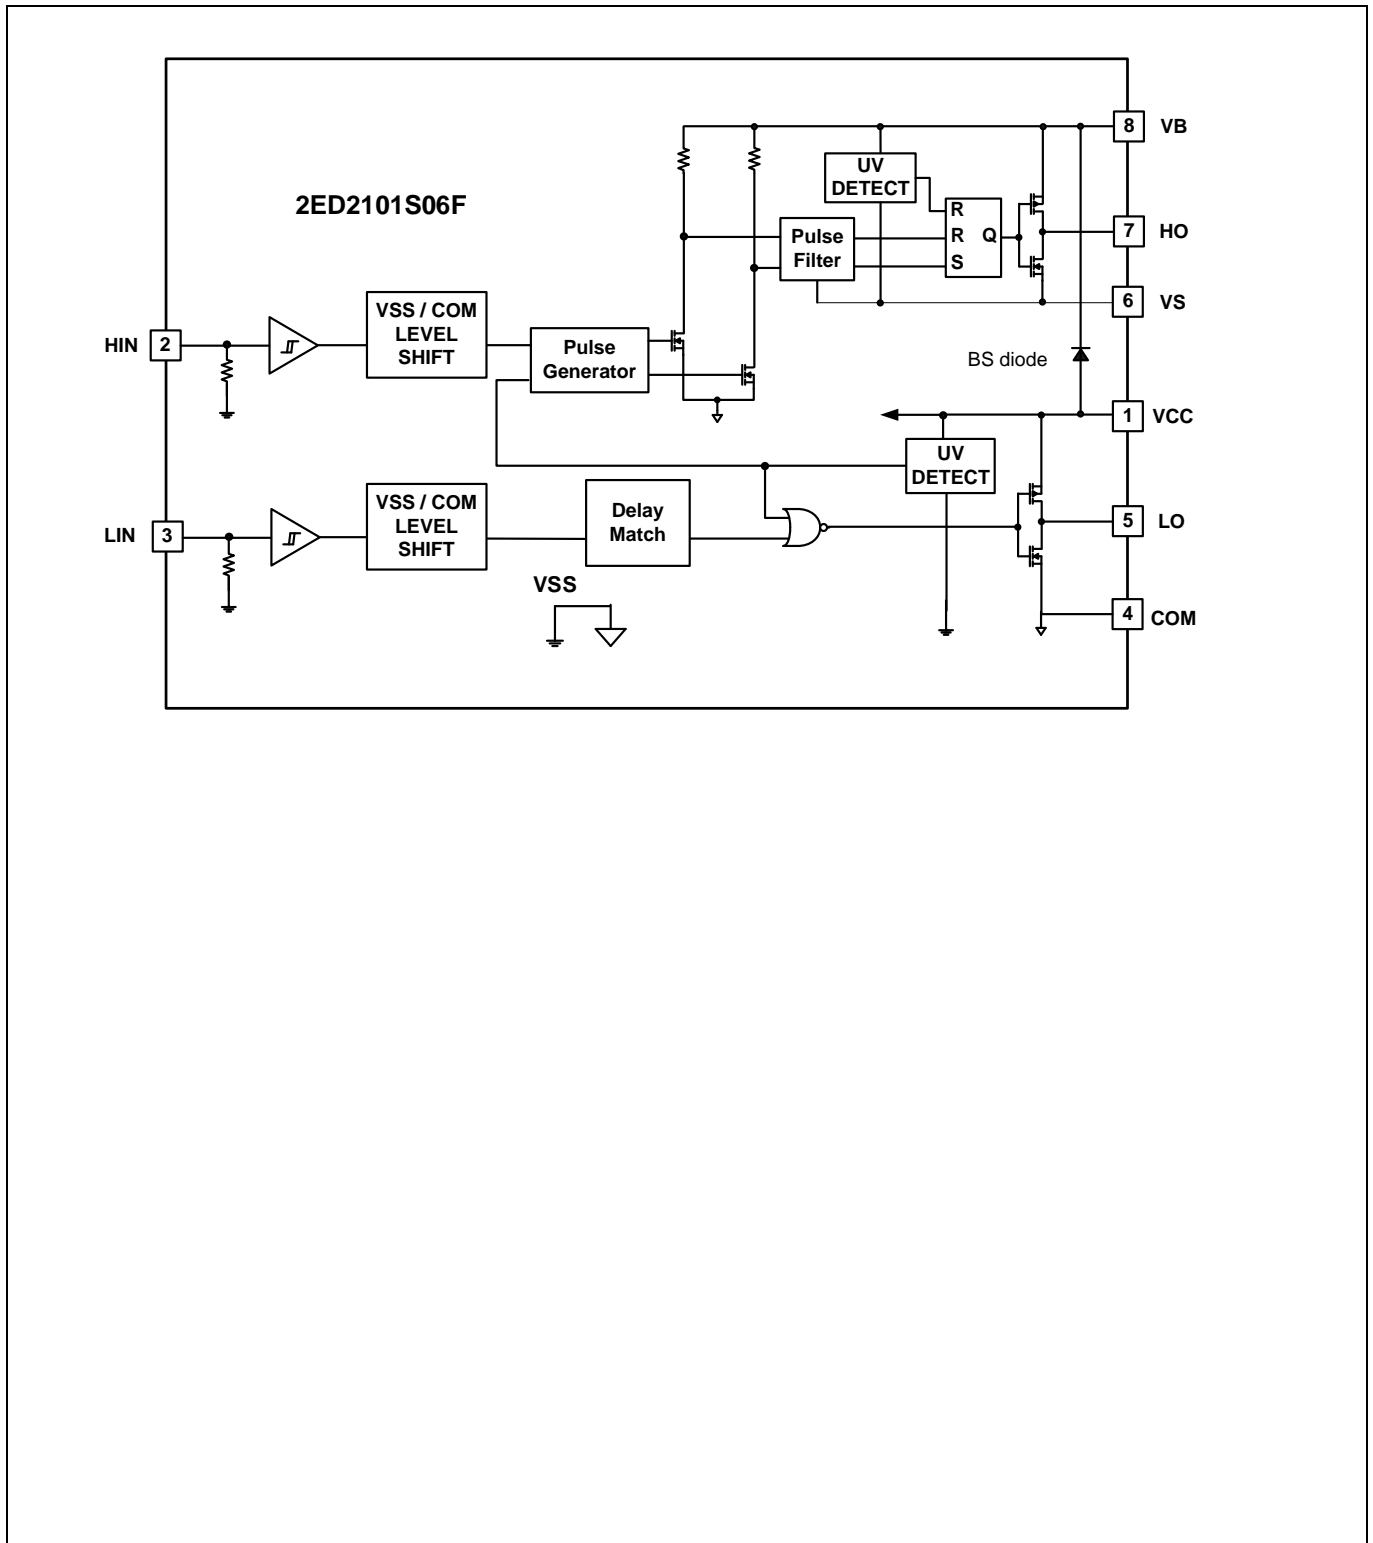 2ED2101S06F
8 VB
UV
DETECT
R
R Q
S
Pulse
Filter
7 HO
6 VS
HIN 2
VSS / COM
LEVEL
SHIFT
Pulse
Generator
BS diode
1 VCC
UV
DETECT
LIN 3
VSS / COM
LEVEL
SHIFT
Delay
Match
5 LO
VSS
4 COM